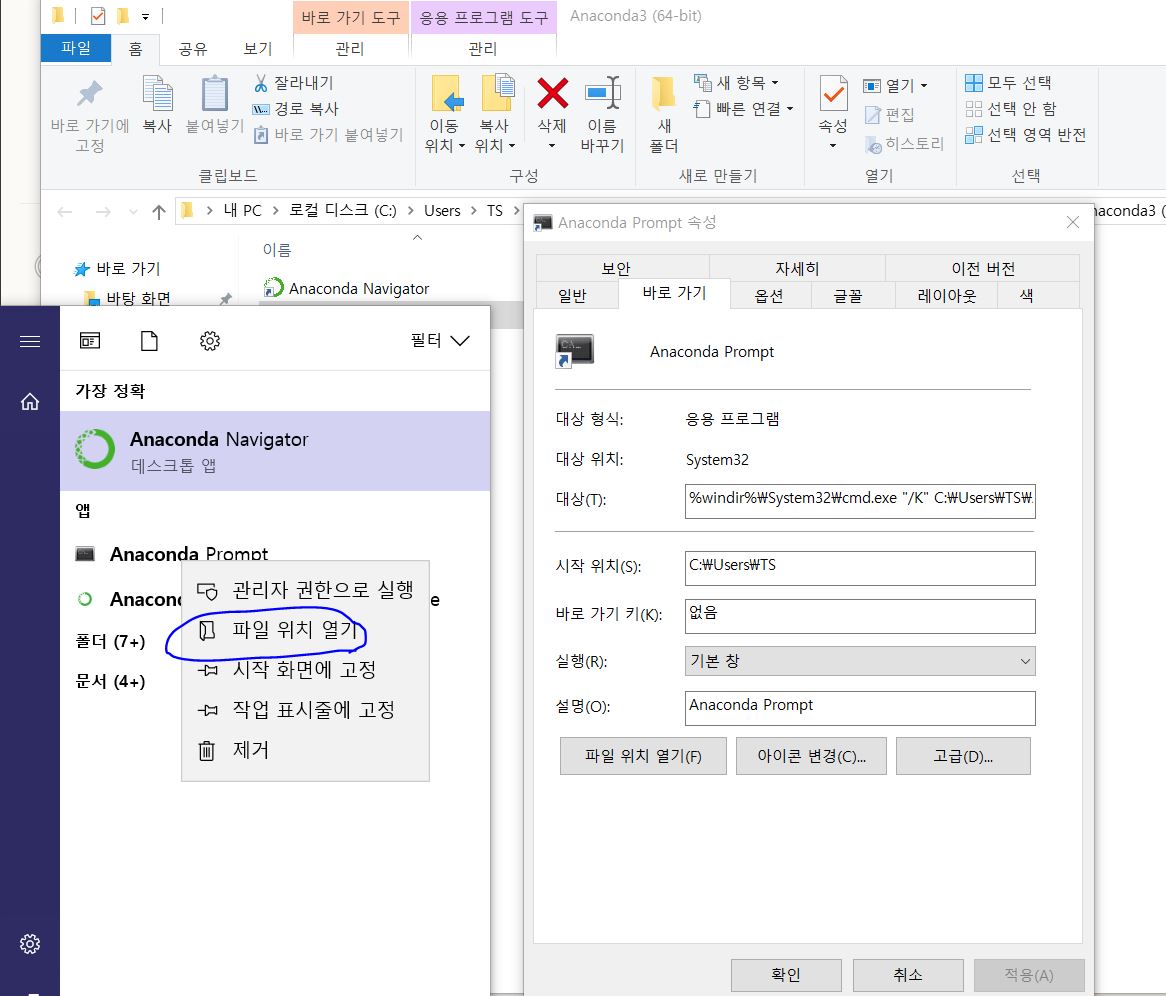 바로 가기 도구 응용 프로그램 도구 Anaconda3 (64-bit)
파일 홈 공유 보기 관리 관리
바로 가기에
고정
복사
붙여넣기
잘라내기
경로 복사
바로 가기 붙여넣기
클립보드
이동
위치
복사
위치
삭제
이름
바꾸기
구성
새
폴더
새 항목
빠른 연결
새로 만들기
속성
열기
편집
히스토리
열기
모두 선택
선택 안 함
선택 영역 반전
선택
내 PC > 로컬 디스크 (C:) > Users > TS >
naconda3 (
바로 가기
바탕 화면
이름
Anaconda Navigator
필터
가장 정확
Anaconda Navigator
데스크톱 앱
앱
Anaconda Prompt
관리자 권한으로 실행
파일 위치 열기
시작 화면에 고정
작업 표시줄에 고정
제거
폴더 (7+)
문서 (4+)
Anaconda Prompt 속성
보안 자세히 이전 버전
일반 바로 가기 옵션 글꼴 레이아웃 색
Anaconda Prompt
대상 형식: 응용 프로그램
대상 위치: System32
대상(T): %windir%₩System32₩cmd.exe "/K" C:₩Users₩TS₩
시작 위치(S): C:₩Users₩TS
바로 가기 키(K): 없음
실행(R): 기본 창
설명(O): Anaconda Prompt
파일 위치 열기(F) 아이콘 변경(C)... 고급(D)...
확인 취소 적용(A)